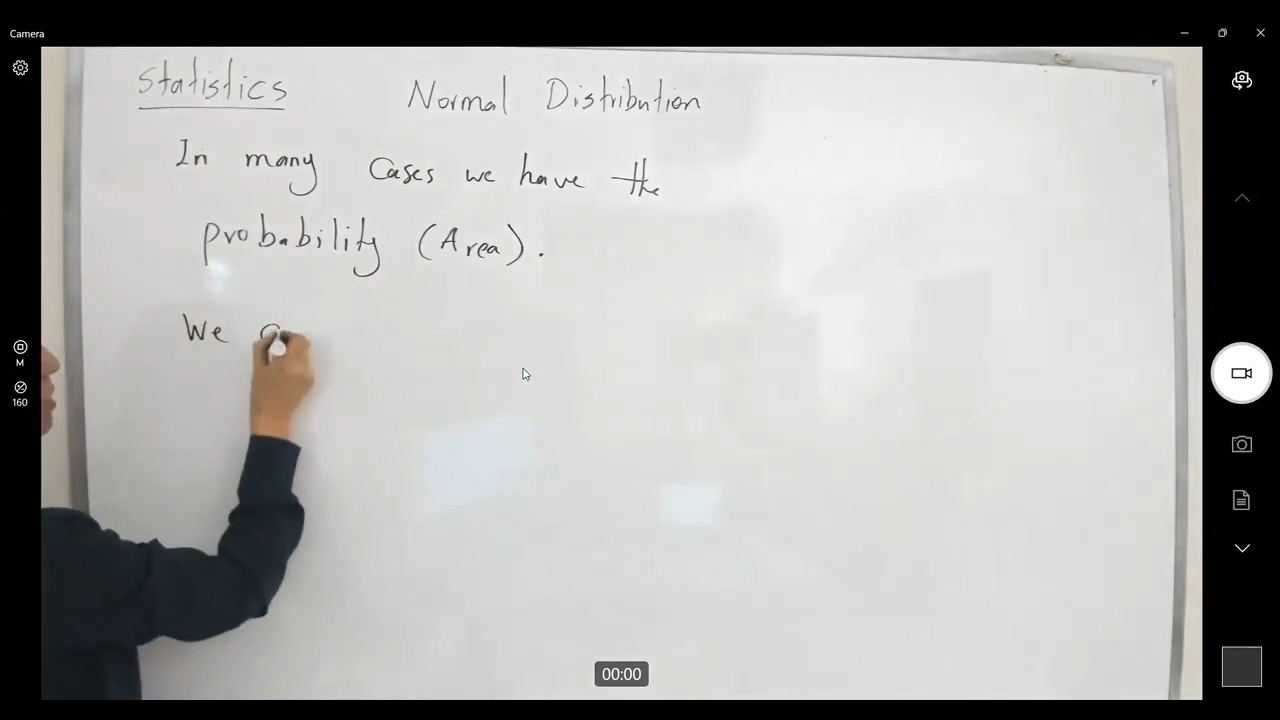 Camera
Statistics Normal Distribution
In many Cases we have the
probability (Area).
We
M
160
00:00